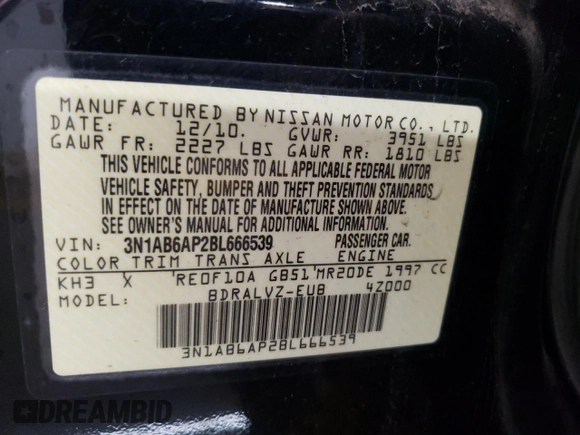 MANUFACTURED BY NISSAN MOTOR CO., LTD.
DATE: 12/10. GVWR: 3951 LBS
GAWR FR: 2227 LBS GAWR RR: 1810 LBS
THIS VEHICLE CONFORMS TO ALL APPLICABLE FEDERAL MOTOR
VEHICLE SAFETY, BUMPER AND THEFT PREVENTION STANDARDS
IN EFFECT ON THE DATE OF MANUFACTURE SHOWN ABOVE.
SEE OWNER'S MANUAL FOR ADDITIONAL INFORMATION.
VIN: 3N1AB6AP2BL666539 PASSENGER CAR.
COLOR TRIM TRANS AXLE ENGINE
KH3 X RE0F10A GB51 MR20DE 1997 CC
MODEL: BDRALVZ-EUB 4Z000
3N1AB6AP2BL666539
DREAMBID